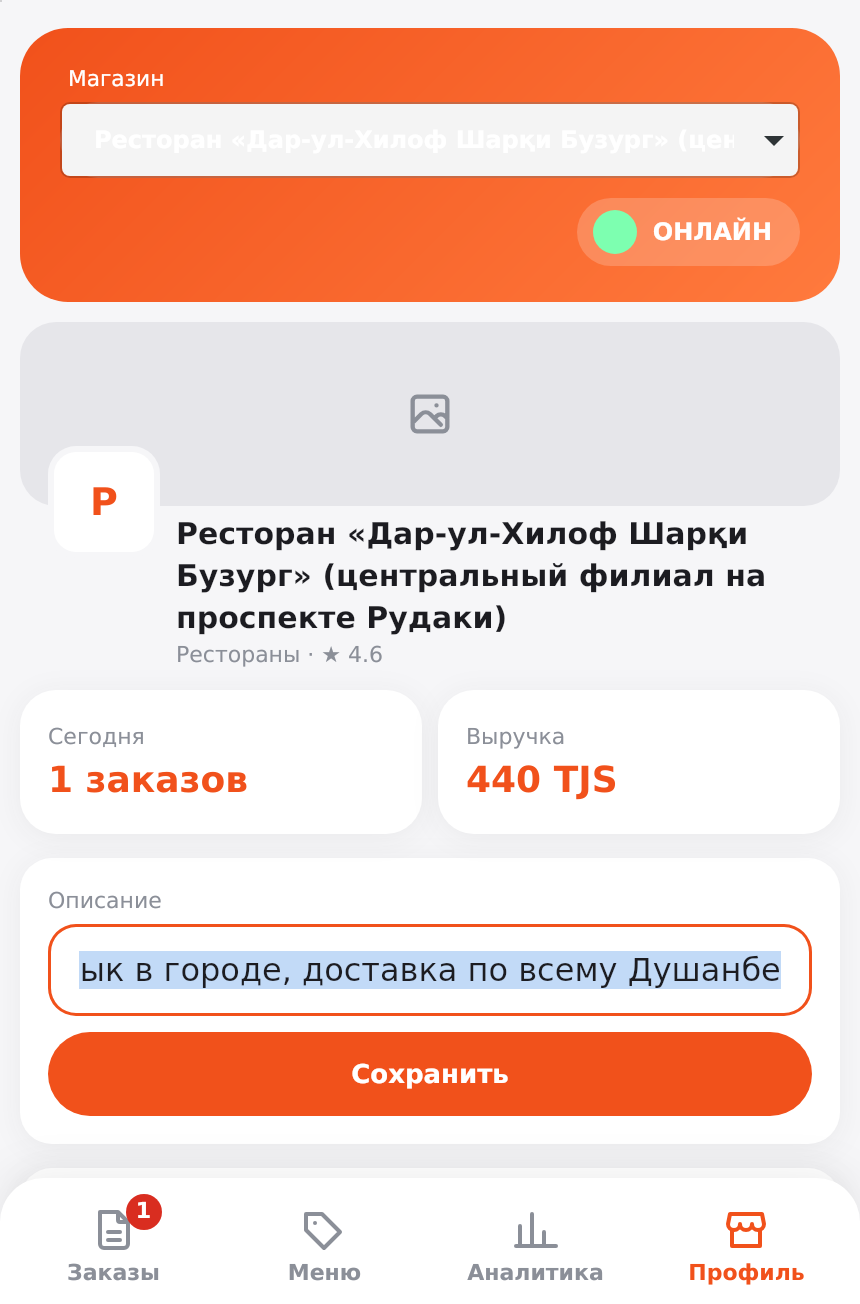 Магазин
Ресторан «Дар-ул-Хилоф Шарқи Бузург» (цен
ОНЛАЙН
Р
Ресторан «Дар-ул-Хилоф Шарқи
Бузург» (центральный филиал на
проспекте Рудаки)
Рестораны · ★ 4.6
Сегодня
Выручка
1 заказов
440 TJS
Описание
ык в городе, доставка по всему Душанбе
Сохранить
1
Заказы
Меню
Аналитика
Профиль